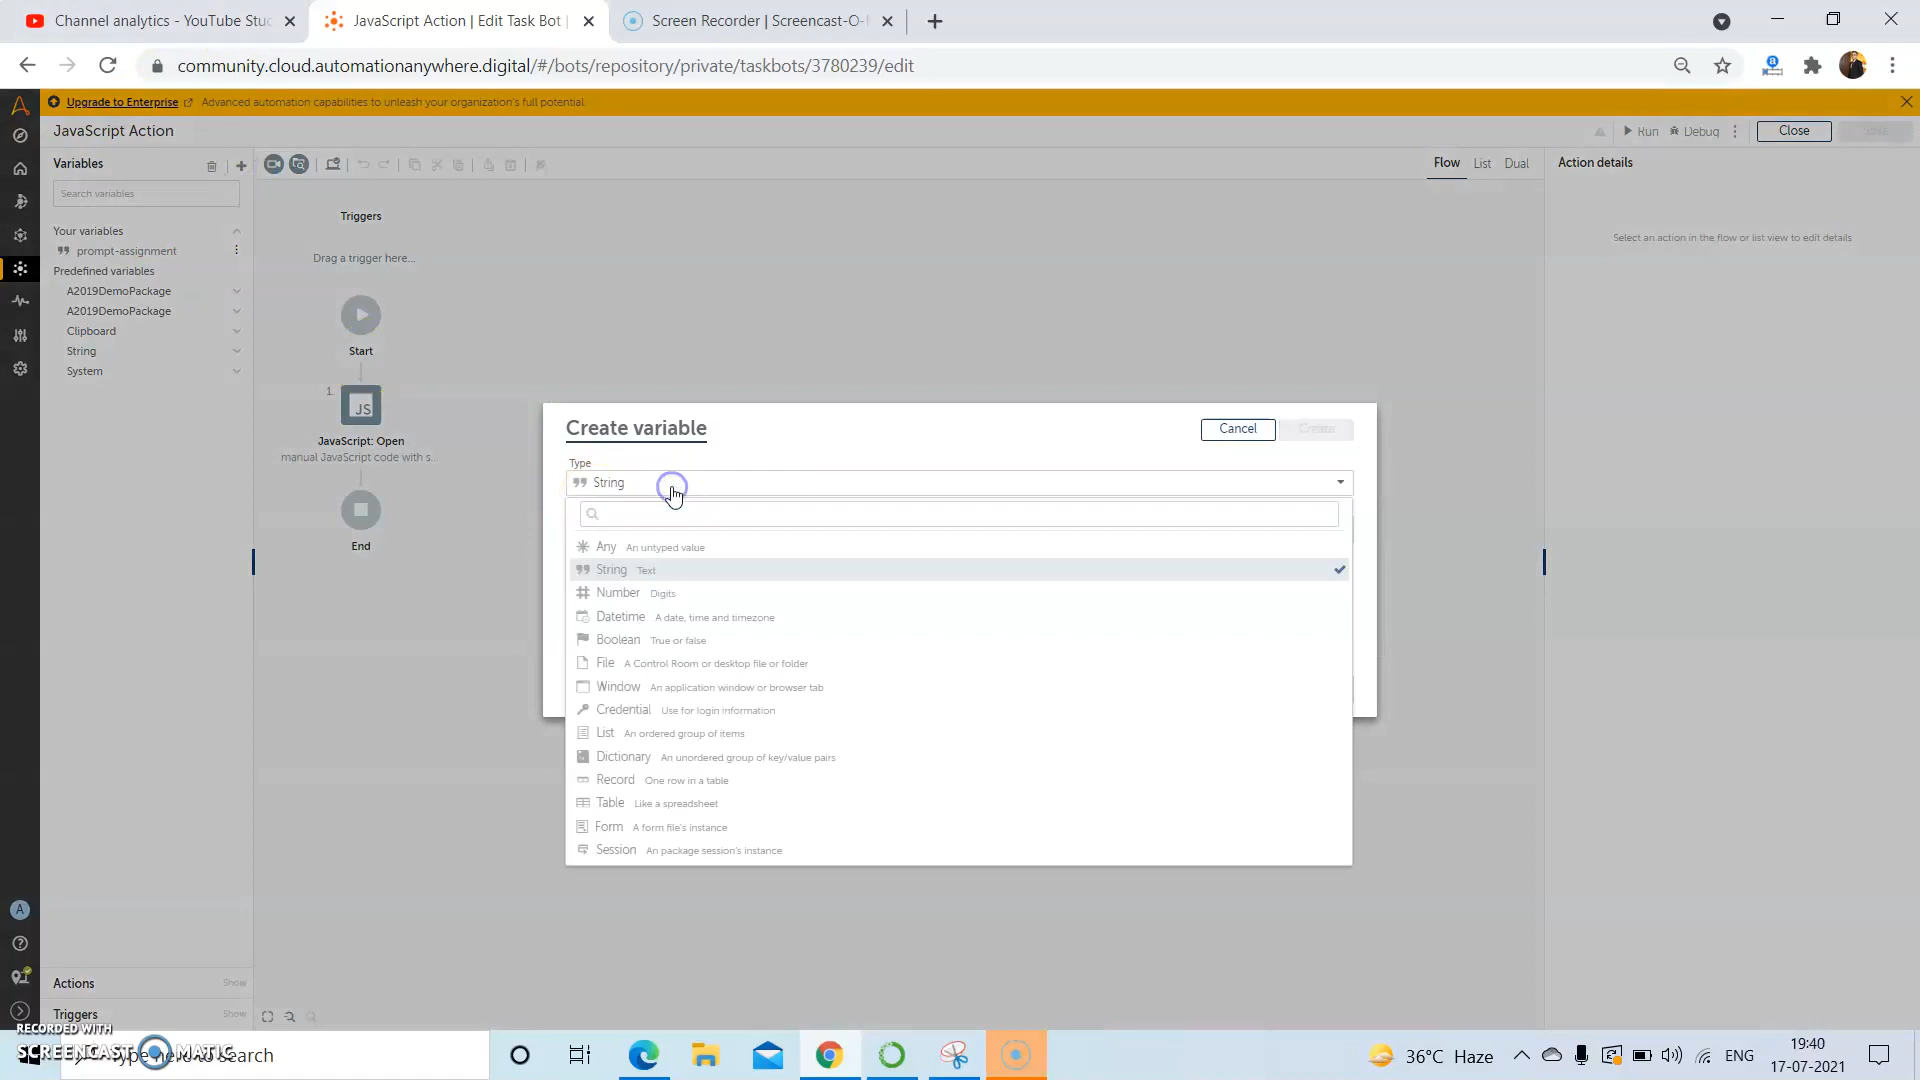 Channel analytics - YouTube Stu
JavaScript Action | Edit Task Bot |
Screen Recorder | Screencast-O-
community.cloud.automationanywhere.digital/#/bots/repository/private/taskbots/3780239/edit
Upgrade to Enterprise Advanced automation capabilities to unleash your organization's full potential.
JavaScript Action
Run Debug Close
Variables
Flow List Dual
Action details
Search variables
Triggers
Your variables
prompt-assignment
Drag a trigger here...
Select an action in the flow or list view to edit details
Predefined variables
A2019DemoPackage
A2019DemoPackage
Clipboard
String
System
Start
1.
JS
JavaScript: Open
manual JavaScript code with s...
End
Create variable
Cancel Create
Type
String
Any An untyped value
String Text
Number Digits
Datetime A date, time and timezone
Boolean True or false
File A Control Room or desktop file or folder
Window An application window or browser tab
Credential Use for login information
List An ordered group of items
Dictionary An unordered group of key/value pairs
Record One row in a table
Table Like a spreadsheet
Form A form file's instance
Session An package session's instance
A
Actions Show
Triggers Show
RECORDED WITH
SCREENCAST MATIC
Type here to search
36°C Haze
ENG
19:40
17-07-2021